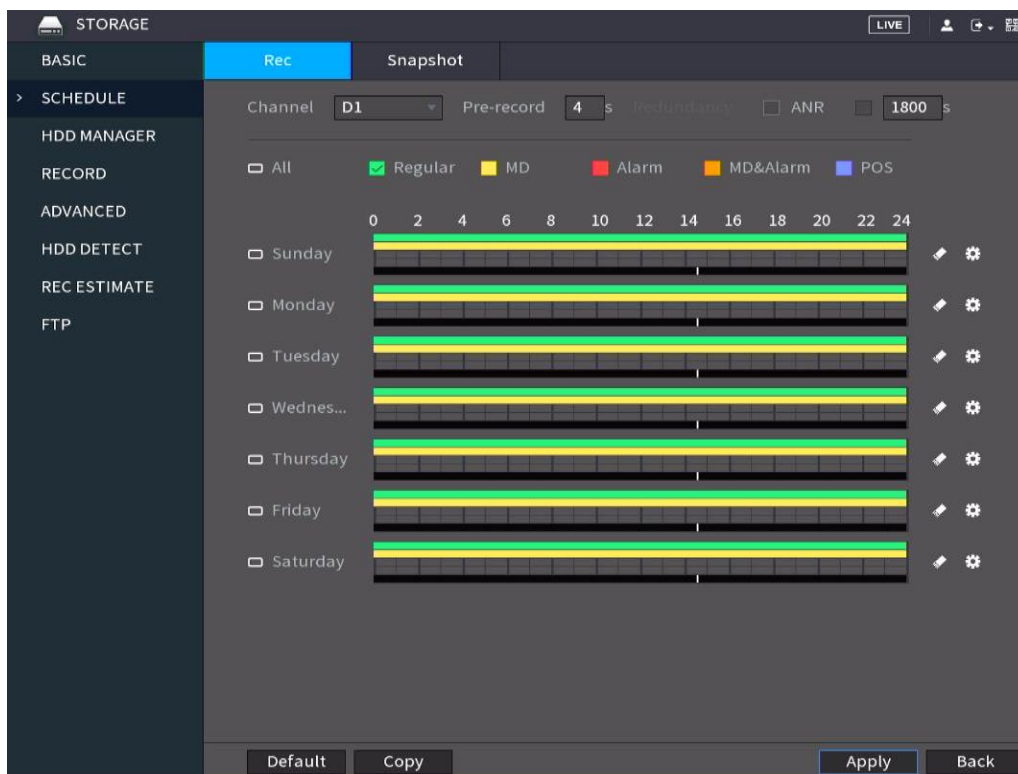 STORAGE LIVE
BASIC Rec Snapshot
SCHEDULE Channel D1 Pre-record 4 s Redundancy ANR 1800 s
HDD MANAGER
RECORD All Regular MD Alarm MD&Alarm POS
ADVANCED 0 2 4 6 8 10 12 14 16 18 20 22 24
HDD DETECT Sunday
REC ESTIMATE Monday
FTP
Tuesday
Wednes...
Thursday
Friday
Saturday
Default Copy Apply Back